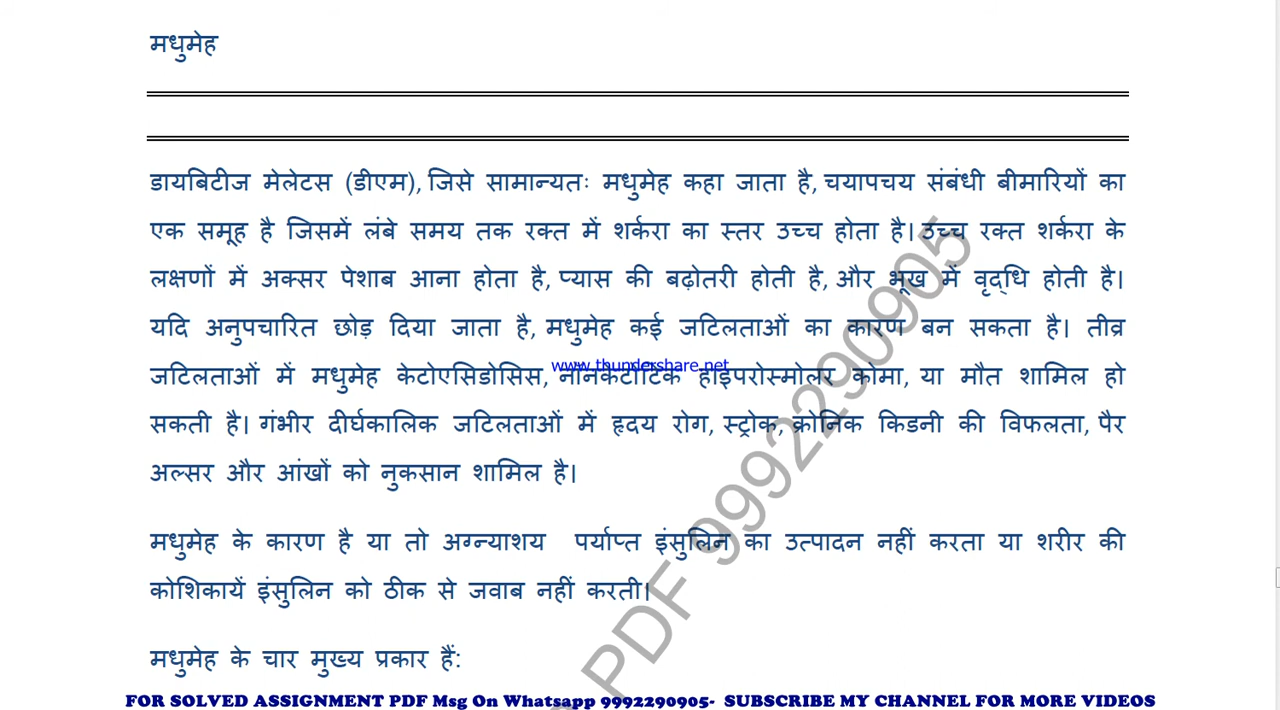 मधुमेह
डायबिटीज मेलेटस (डीएम), जिसे सामान्यतः मधुमेह कहा जाता है, चयापचय संबंधी बीमारियों का
एक समूह है जिसमें लंबे समय तक रक्त में शर्करा का स्तर उच्च होता है। उच्च रक्त शर्करा के
लक्षणों में अक्सर पेशाब आना होता है, प्यास की बढ़ोतरी होती है, और भूख में वृद्धि होती है।
यदि अनुपचारित छोड़ दिया जाता है, मधुमेह कई जटिलताओं का कारण बन सकता है। तीव्र
www.thundershare.net
जटिलताओं में मधुमेह केटोएसिडोसिस, नॉनकेटोटिक हाइपरोस्मोलर कोमा, या मौत शामिल हो
सकती है। गंभीर दीर्घकालिक जटिलताओं में हृदय रोग, स्ट्रोक, क्रोनिक किडनी की विफलता, पैर
अल्सर और आंखों को नुकसान शामिल है।
मधुमेह के कारण है या तो अग्न्याशय पर्याप्त इंसुलिन का उत्पादन नहीं करता या शरीर की
कोशिकायें इंसुलिन को ठीक से जवाब नहीं करती।
मधुमेह के चार मुख्य प्रकार हैं:
PDF 9992290905
FOR SOLVED ASSIGNMENT PDF Msg On Whatsapp 9992290905- SUBSCRIBE MY CHANNEL FOR MORE VIDEOS